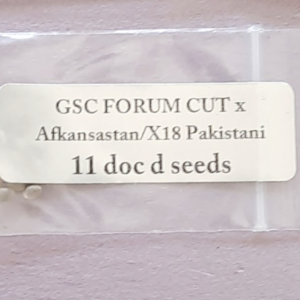 GSC FORUM CUT x
Afkansastan/X18 Pakistani
11 doc d seeds